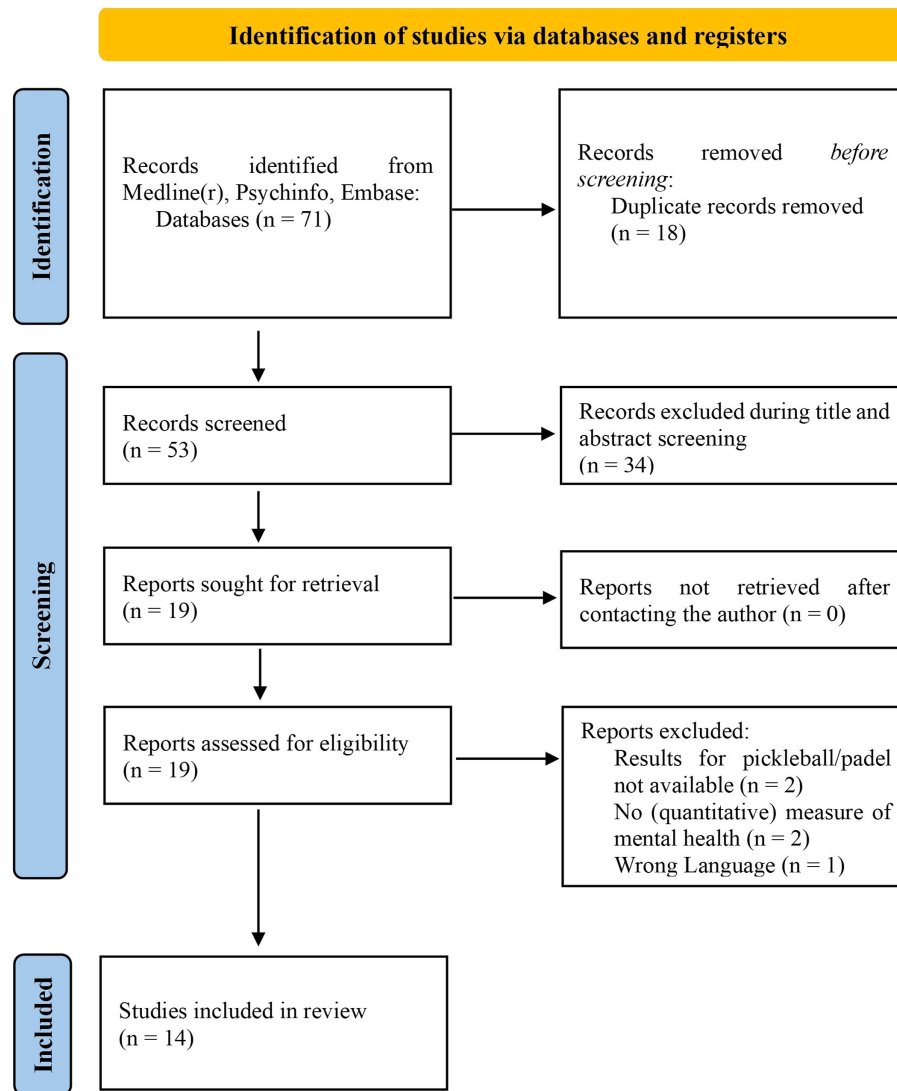 Identification of studies via databases and registers
Identification
Records identified from
Medline(r), Psychinfo, Embase:
Databases (n = 71)
Records removed before
screening:
Duplicate records removed
(n = 18)
Screening
Records screened
(n = 53)
Records excluded during title and
abstract screening
(n = 34)
Reports sought for retrieval
(n = 19)
Reports not retrieved after
contacting the author (n = 0)
Reports assessed for eligibility
(n = 19)
Reports excluded:
Results for pickleball/padel
not available (n = 2)
No (quantitative) measure of
mental health (n = 2)
Wrong Language (n = 1)
Included
Studies included in review
(n = 14)